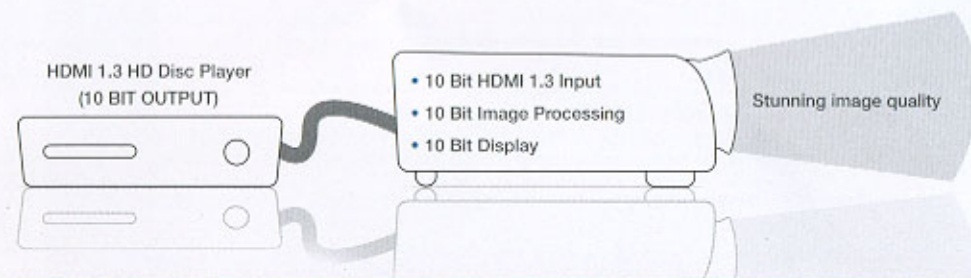 HDMI 1.3 HD Disc Player
(10 BIT OUTPUT)
• 10 Bit HDMI 1.3 Input
• 10 Bit Image Processing
• 10 Bit Display
Stunning image quality